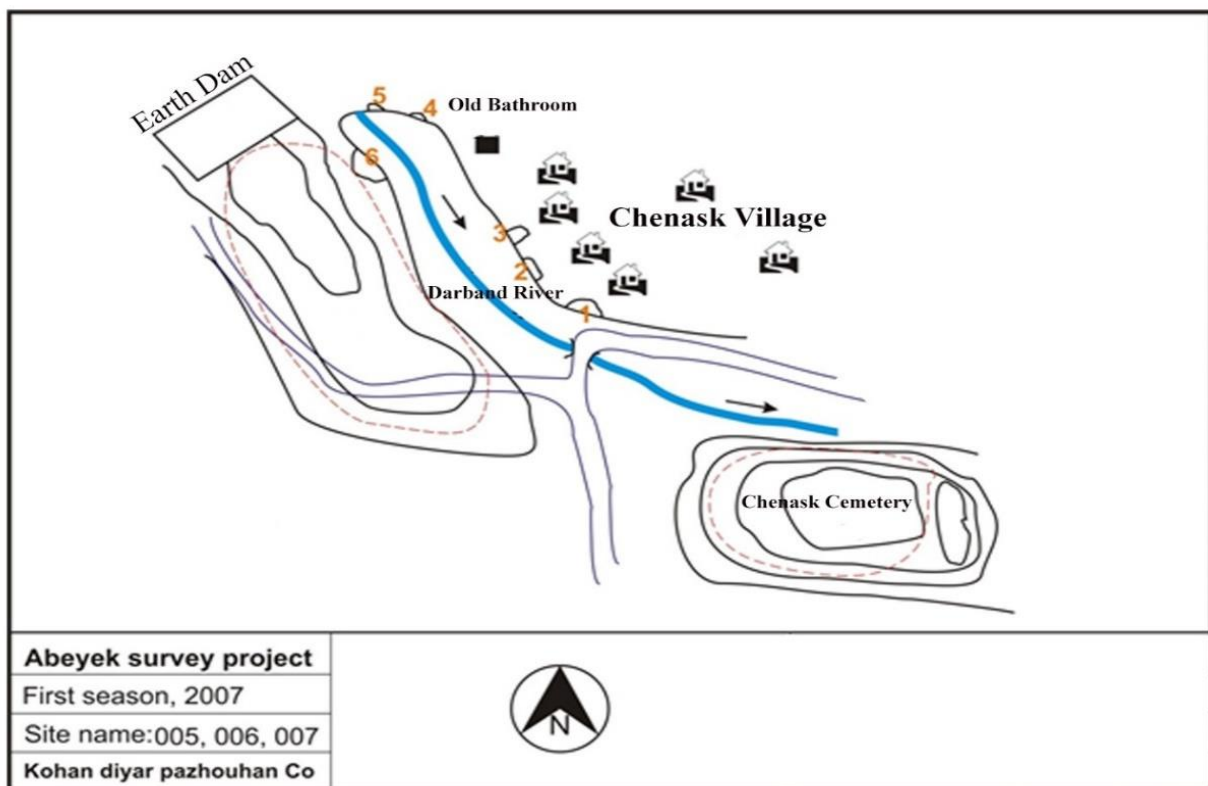 Earth Dam
5
4
Old Bathroom
6
Chenask Village
3
2
Darband River
1
Chenask Cemetery
Abeyek survey project
First season, 2007
Site name:005, 006, 007
Kohan diyar pazhouhan Co
N